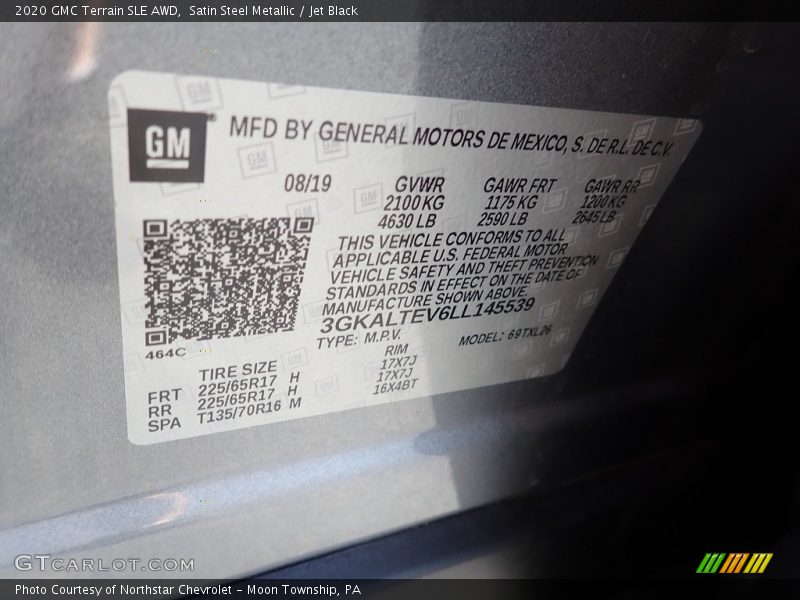 2020 GMC Terrain SLE AWD, Satin Steel Metallic / Jet Black
GM
MFD BY GENERAL MOTORS DE MEXICO, S. DE R.L. DE C.V.
08/19 GVWR GAWR FRT GAWR RR
2100 KG 1175 KG 1200 KG
4630 LB 2590 LB 2645 LB
THIS VEHICLE CONFORMS TO ALL
APPLICABLE U.S. FEDERAL MOTOR
VEHICLE SAFETY AND THEFT PREVENTION
STANDARDS IN EFFECT ON THE DATE OF
MANUFACTURE SHOWN ABOVE.
3GKALTEV6LL145539
TYPE: M.P.V. MODEL: 69TXL26
464C
TIRE SIZE RIM
FRT 225/65R17 H 17X7J
RR 225/65R17 H 17X7J
SPA T135/70R16 M 16X4BT
GTCARLOT.COM
Photo Courtesy of Northstar Chevrolet - Moon Township, PA